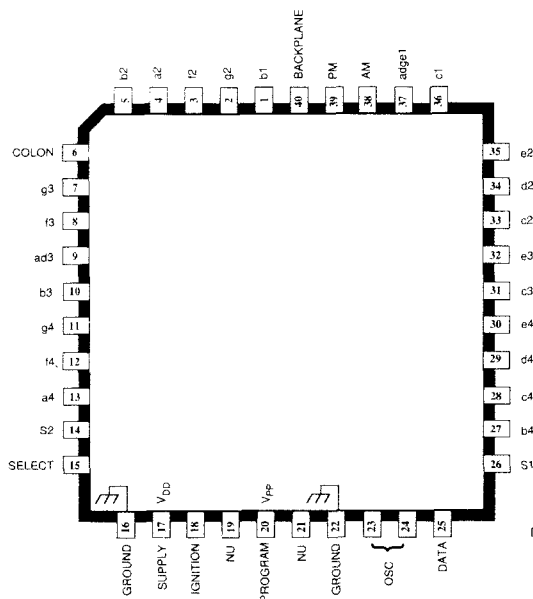 b2 a2 f2 g2 b1 BACKPLANE PM AM adge1 c1
5 4 3 2 1 40 39 38 37 36
COLON 6
g3 7
f3 8
ad3 9
b3 10
g4 11
f4 12
a4 13
S2 14
SELECT 15
35 e2
34 d2
33 c2
32 e3
31 c3
30 e4
29 d4
28 c4
27 b4
26 S1
VDD VPP
16 17 18 19 20 21 22 23 24 25
GROUND SUPPLY IGNITION NU PROGRAM NU GROUND OSC DATA